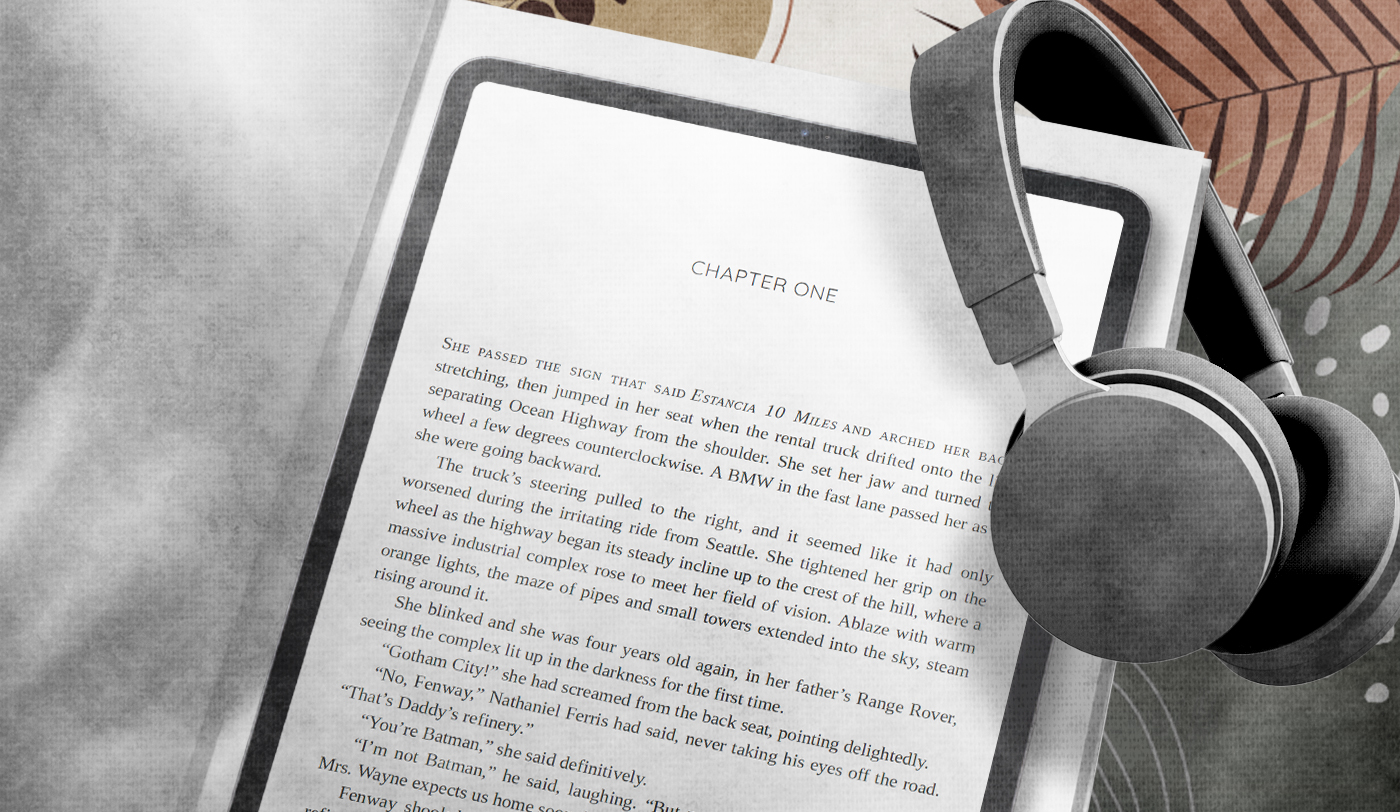 CHAPTER ONE
She passed the sign that said Estancia 10 Miles and arched her
stretching, then jumped in her seat when the rental truck drifted onto the
separating Ocean Highway from the shoulder. She set her jaw and turned
wheel a few degrees counterclockwise. A BMW in the fast lane passed her as
she were going backward.
The truck’s steering pulled to the right, and it seemed like it had only
worsened during the irritating ride from Seattle. She tightened her grip on the
wheel as the highway began its steady incline up to the crest of the hill, where a
massive industrial complex rose to meet her field of vision. Ablaze with warm
orange lights, the maze of pipes and small towers extended into the sky, steam
rising around it.
She blinked and she was four years old again, in her father’s Range Rover,
seeing the complex lit up in the darkness for the first time.
“Gotham City!” she had screamed from the back seat, pointing delightedly.
“No, Fenway,” Nathaniel Ferris had said, never taking his eyes off the road.
“That’s Daddy’s refinery.”
“You’re Batman,” she said definitively.
“I’m not Batman,” he said, laughing. “But
Mrs. Wayne expects us home
Fenway